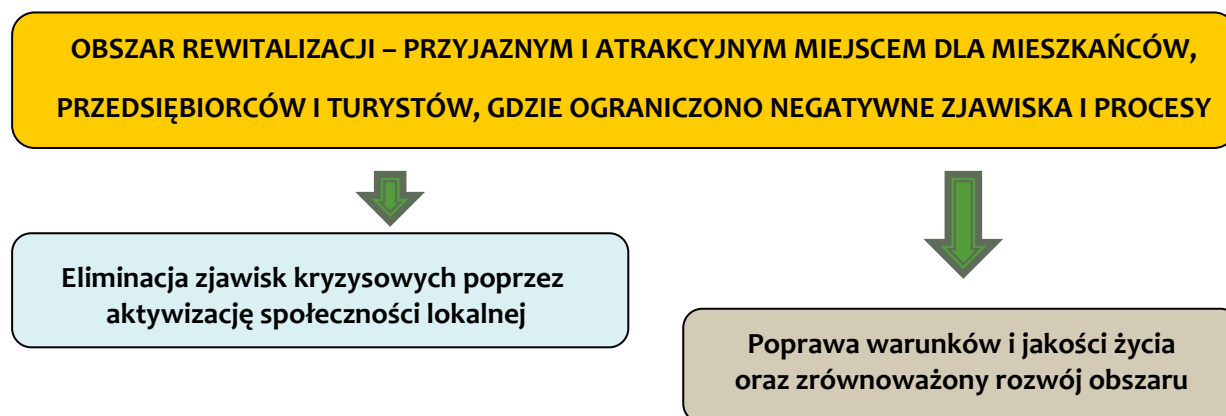 OBSZAR REWITALIZACJI – PRZYJAZNYM I ATRAKCYJNYM MIEJSCEM DLA MIESZKAŃCÓW,
PRZEDSIĘBIORCÓW I TURYSTÓW, GDZIE OGRANICZONO NEGATYWNE ZJAWISKA I PROCESY
Eliminacja zjawisk kryzysowych poprzez
aktywizację społeczności lokalnej
Poprawa warunków i jakości życia
oraz zrównoważony rozwój obszaru